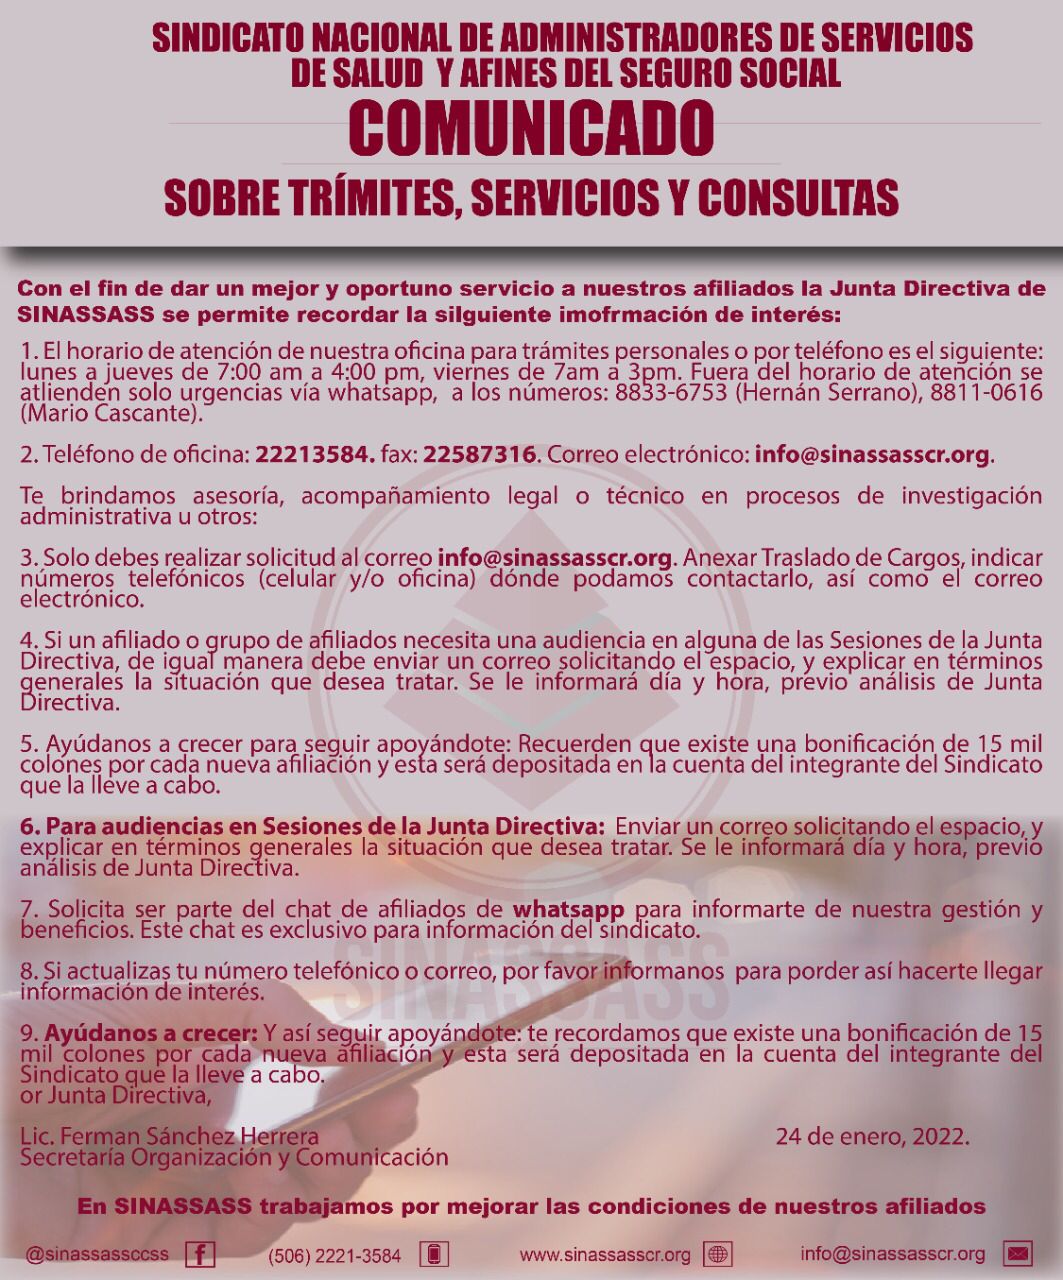 SINDICATO NACIONAL DE ADMINISTRADORES DE SERVICIOS
DE SALUD Y AFINES DEL SEGURO SOCIAL
COMUNICADO
SOBRE TRÍMITES, SERVICIOS Y CONSULTAS
Con el fin de dar un mejor y oportuno servicio a nuestros afiliados la Junta Directiva de
SINASSASS se permite recordar la silguiente imofrmación de interés:
1. El horario de atención de nuestra oficina para trámites personales o por teléfono es el siguiente:
lunes a jueves de 7:00 am a 4:00 pm, viernes de 7am a 3pm. Fuera del horario de atención se
atlienden solo urgencias vía whatsapp, a los números: 8833-6753 (Hernán Serrano), 8811-0616
(Mario Cascante).
2. Teléfono de oficina: 22213584. fax: 22587316. Correo electrónico: info@sinassasscr.org.
Te brindamos asesoría, acompañamiento legal o técnico en procesos de investigación
administrativa u otros:
3. Solo debes realizar solicitud al correo info@sinassasscr.org. Anexar Traslado de Cargos, indicar
números telefónicos (celular y/o oficina) dónde podamos contactarlo, así como el correo
electrónico.
4. Si un afiliado o grupo de afiliados necesita una audiencia en alguna de las Sesiones de la Junta
Directiva, de igual manera debe enviar un correo solicitando el espacio, y explicar en términos
generales la situación que desea tratar. Se le informará día y hora, previo análisis de Junta
Directiva.
5. Ayúdanos a crecer para seguir apoyándote: Recuerden que existe una bonificación de 15 mil
colones por cada nueva afiliación y esta será depositada en la cuenta del integrante del Sindicato
que la lleve a cabo.
6. Para audiencias en Sesiones de la Junta Directiva: Enviar un correo solicitando el espacio, y
explicar en términos generales la situación que desea tratar. Se le informará día y hora, previo
análisis de Junta Directiva.
7. Solicita ser parte del chat de afiliados de whatsapp para informarte de nuestra gestión y
beneficios. Este chat es exclusivo para información del sindicato.
SINASSASS
8. Si actualizas tu número telefónico o correo, por favor informanos para porder así hacerte llegar
información de interés.
9. Ayúdanos a crecer: Y así seguir apoyándote: te recordamos que existe una bonificación de 15
mil colones por cada nueva afiliación y esta será depositada en la cuenta del integrante del
Sindicato que la lleve a cabo.
or Junta Directiva,
Lic. Ferman Sánchez Herrera 24 de enero, 2022.
Secretaría Organización y Comunicación
En SINASSASS trabajamos por mejorar las condiciones de nuestros afiliados
@sinassassccss (506) 2221-3584 www.sinassasscr.org info@sinassasscr.org